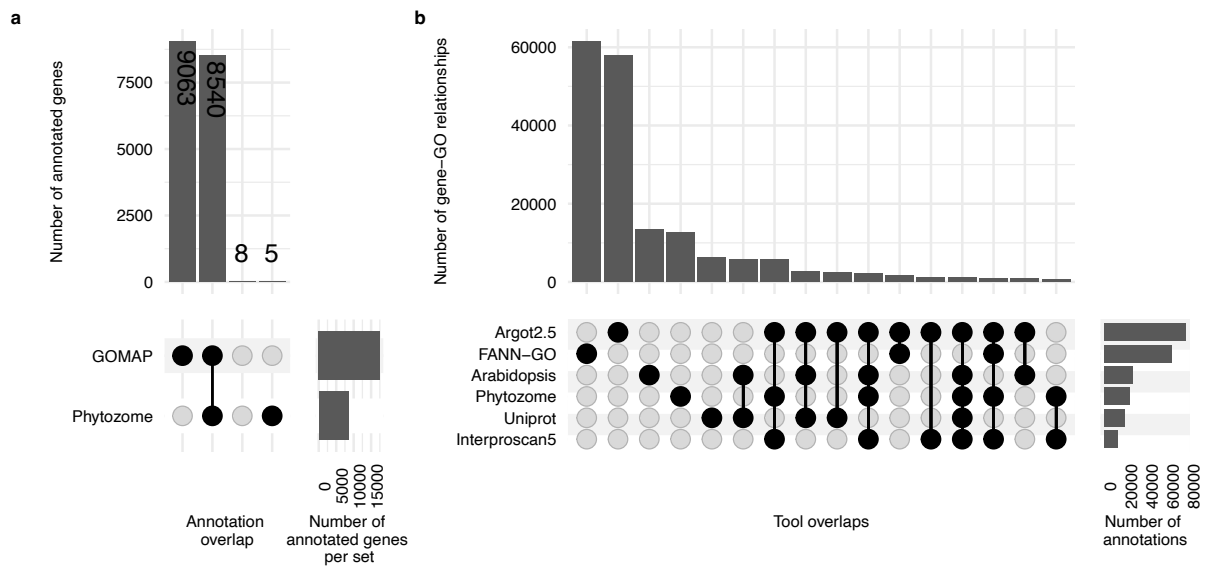 a
Number of annotated genes
7500
5000
2500
0
9063
8540
8
5
GOMAP
Phytozome
0
5000
10000
15000
Annotation
overlap
Number of
annotated genes
per set
b
Number of gene−GO relationships
60000
40000
20000
0
Argot2.5
FANN−GO
Arabidopsis
Phytozome
Uniprot
Interproscan5
Tool overlaps
0
20000
40000
60000
80000
Number of
annotations